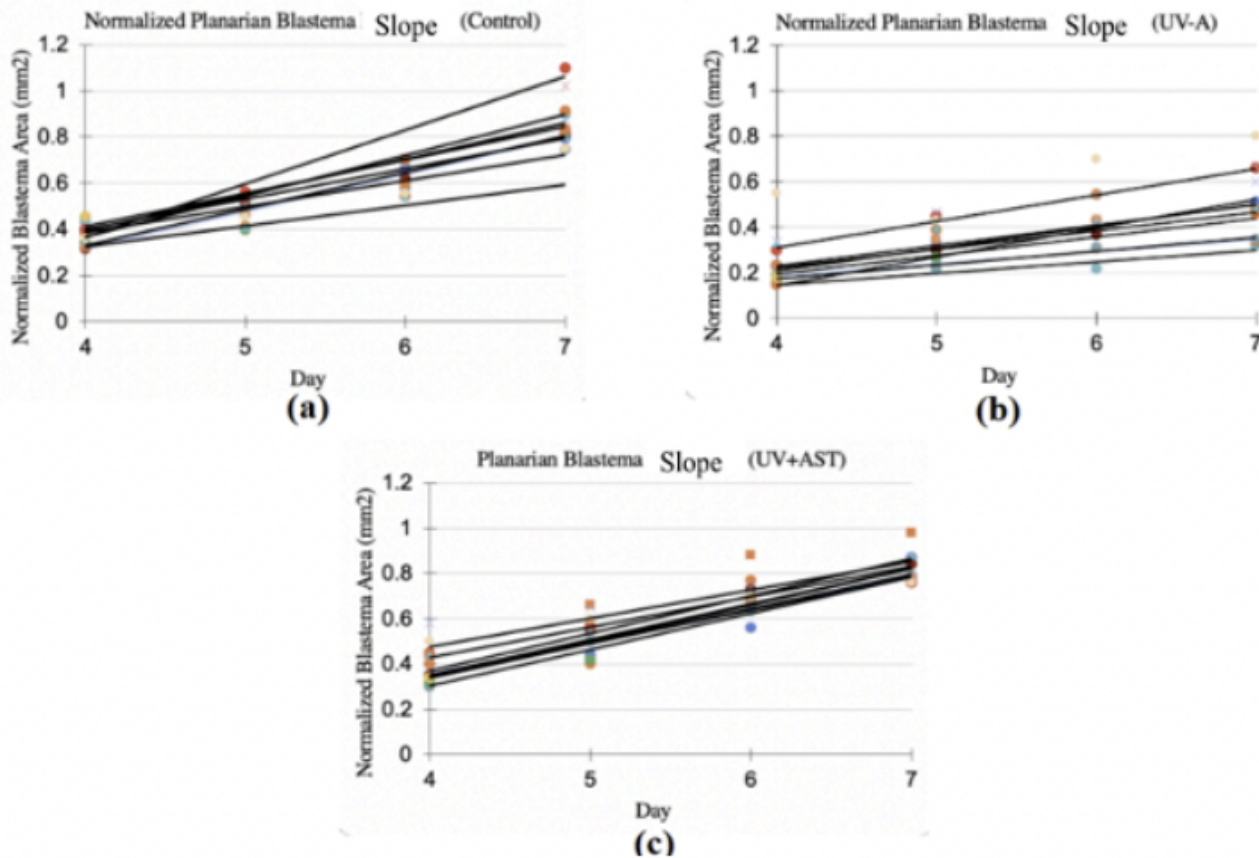 Normalized Planarian Blastema Slope (Control)
Normalized Blastema Area (mm2)
1.2
1
0.8
0.6
0.4
0.2
0
4 5 6 7
Day
(a)
Normalized Planarian Blastema Slope (UV-A)
Normalized Blastema Area (mm2)
1.2
1
0.8
0.6
0.4
0.2
0
4 5 6 7
Day
(b)
Planarian Blastema Slope (UV+AST)
Normalized Blastema Area (mm2)
1.2
1
0.8
0.6
0.4
0.2
0
4 5 6 7
Day
(c)